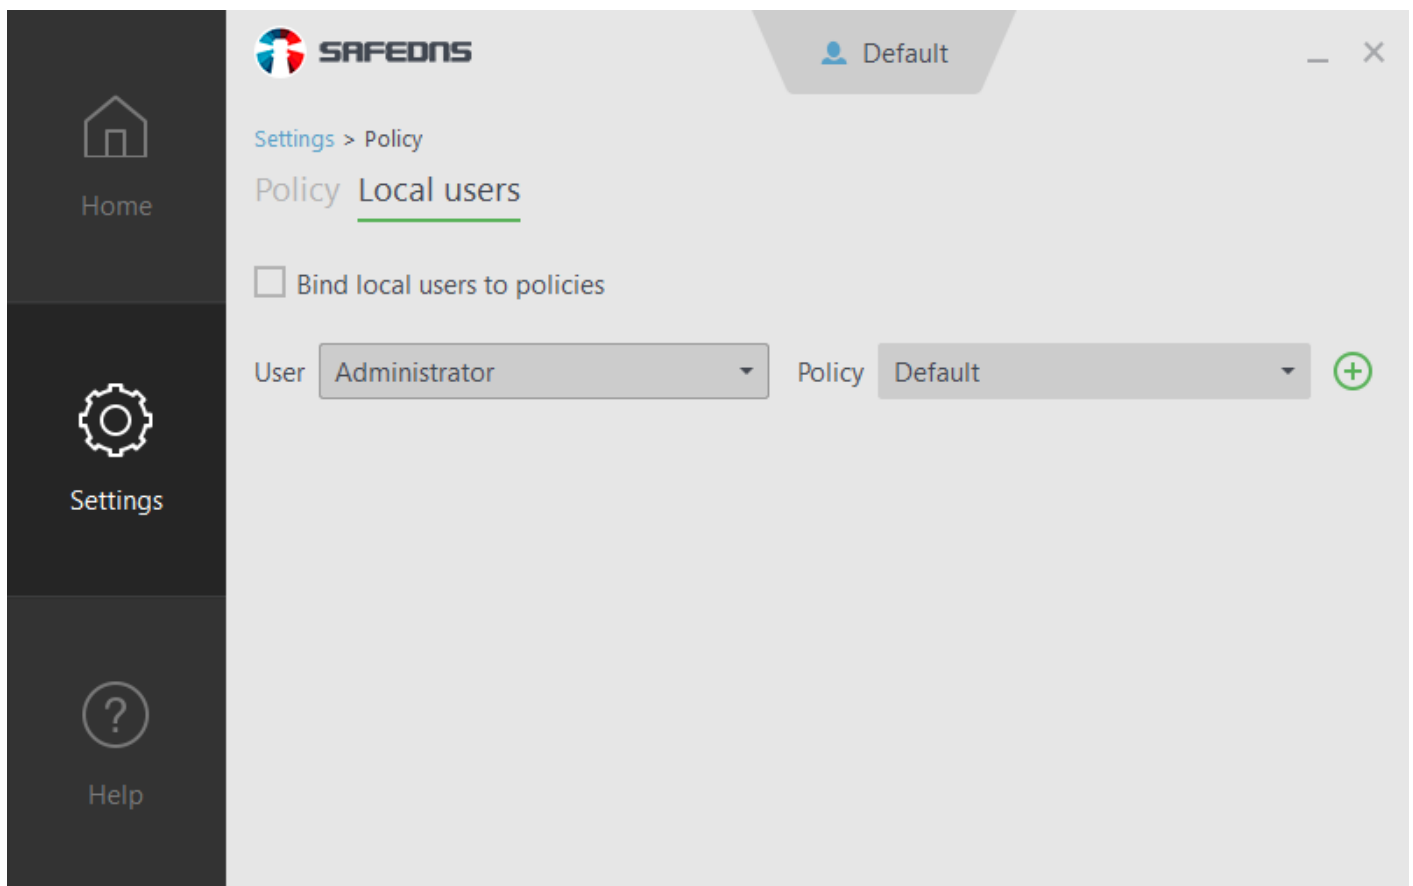 SAFEDNS
Default
Home
Settings > Policy
Policy Local users
Bind local users to policies
User Administrator Policy Default
Settings
?
Help